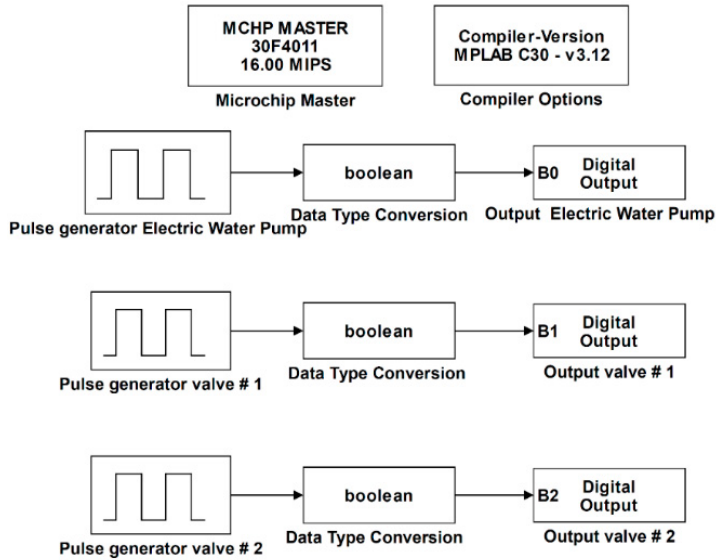 MCHP MASTER
30F4011
16.00 MIPS
Microchip Master
Compiler-Version
MPLAB C30 - v3.12
Compiler Options
Pulse generator Electric Water Pump
boolean
Data Type Conversion
B0
Digital
Output
Output Electric Water Pump
Pulse generator valve # 1
boolean
Data Type Conversion
B1
Digital
Output
Output valve # 1
Pulse generator valve # 2
boolean
Data Type Conversion
B2
Digital
Output
Output valve # 2